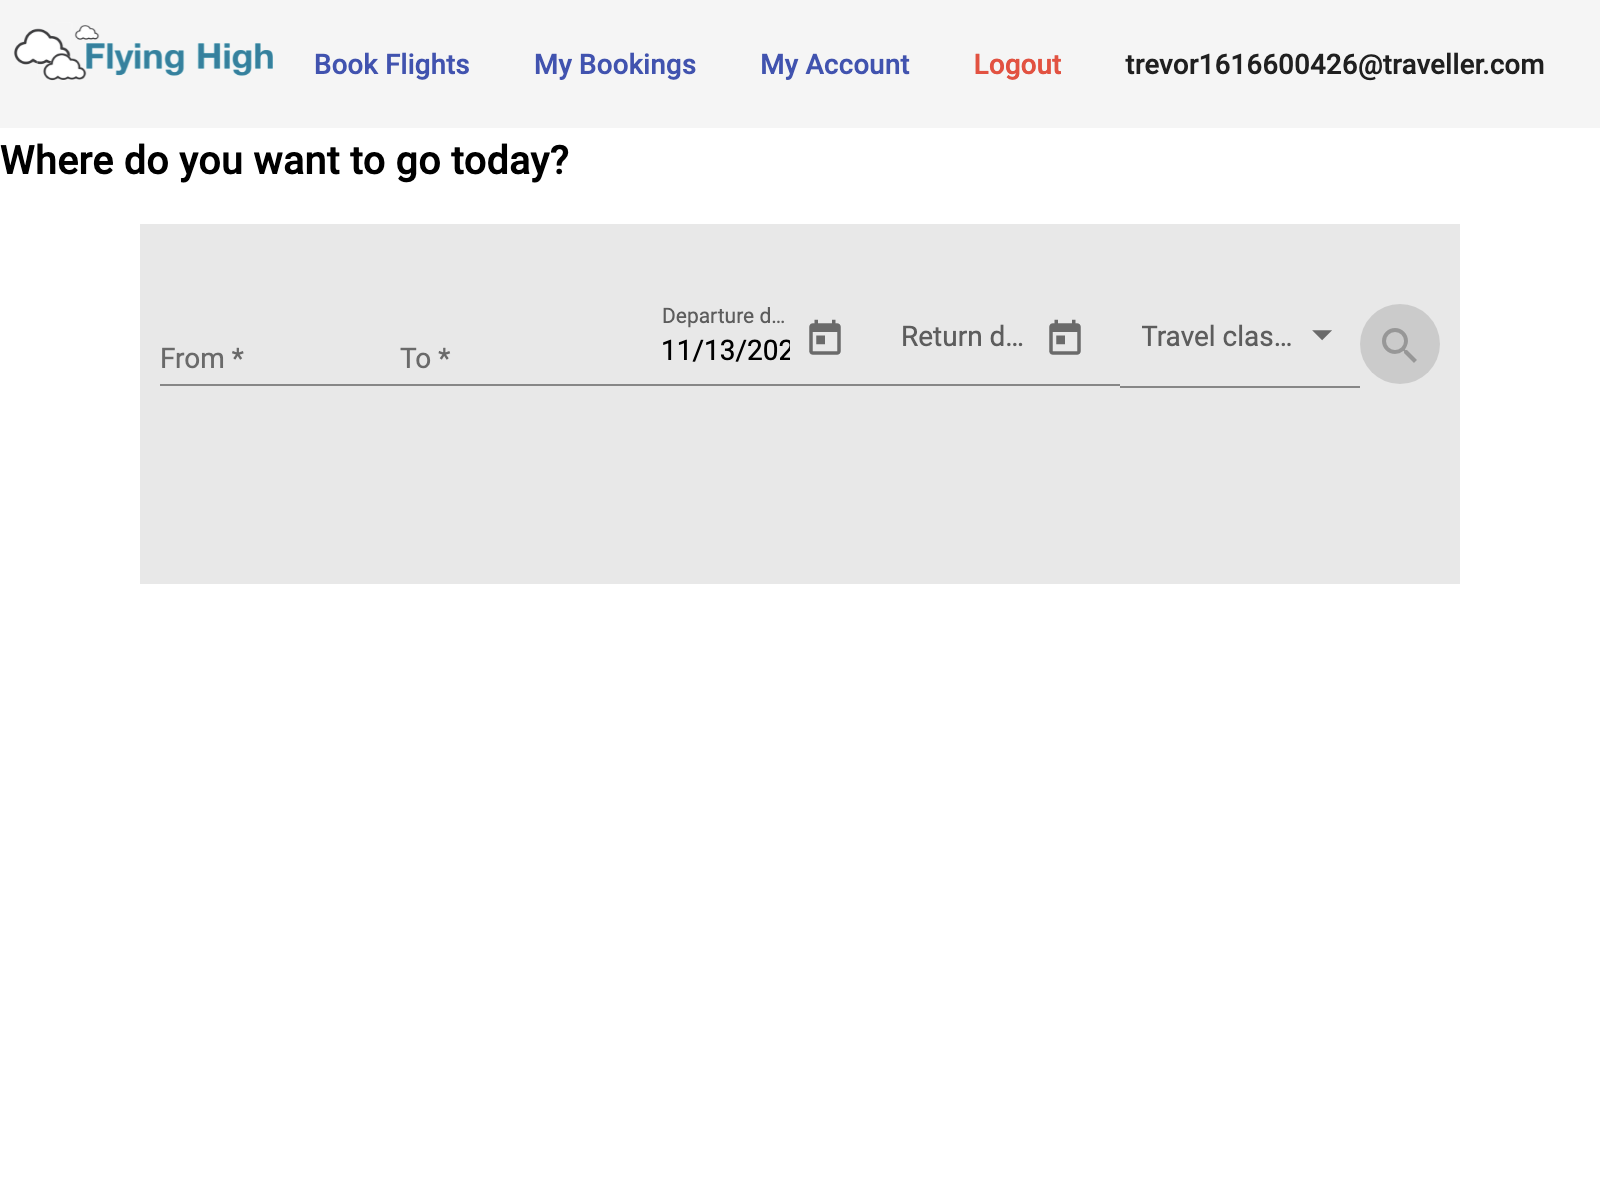 Flying High
Book Flights
My Bookings
My Account
Logout
trevor1616600426@traveller.com
Where do you want to go today?
From *
To *
Departure d...
11/13/202
Return d...
Travel clas...